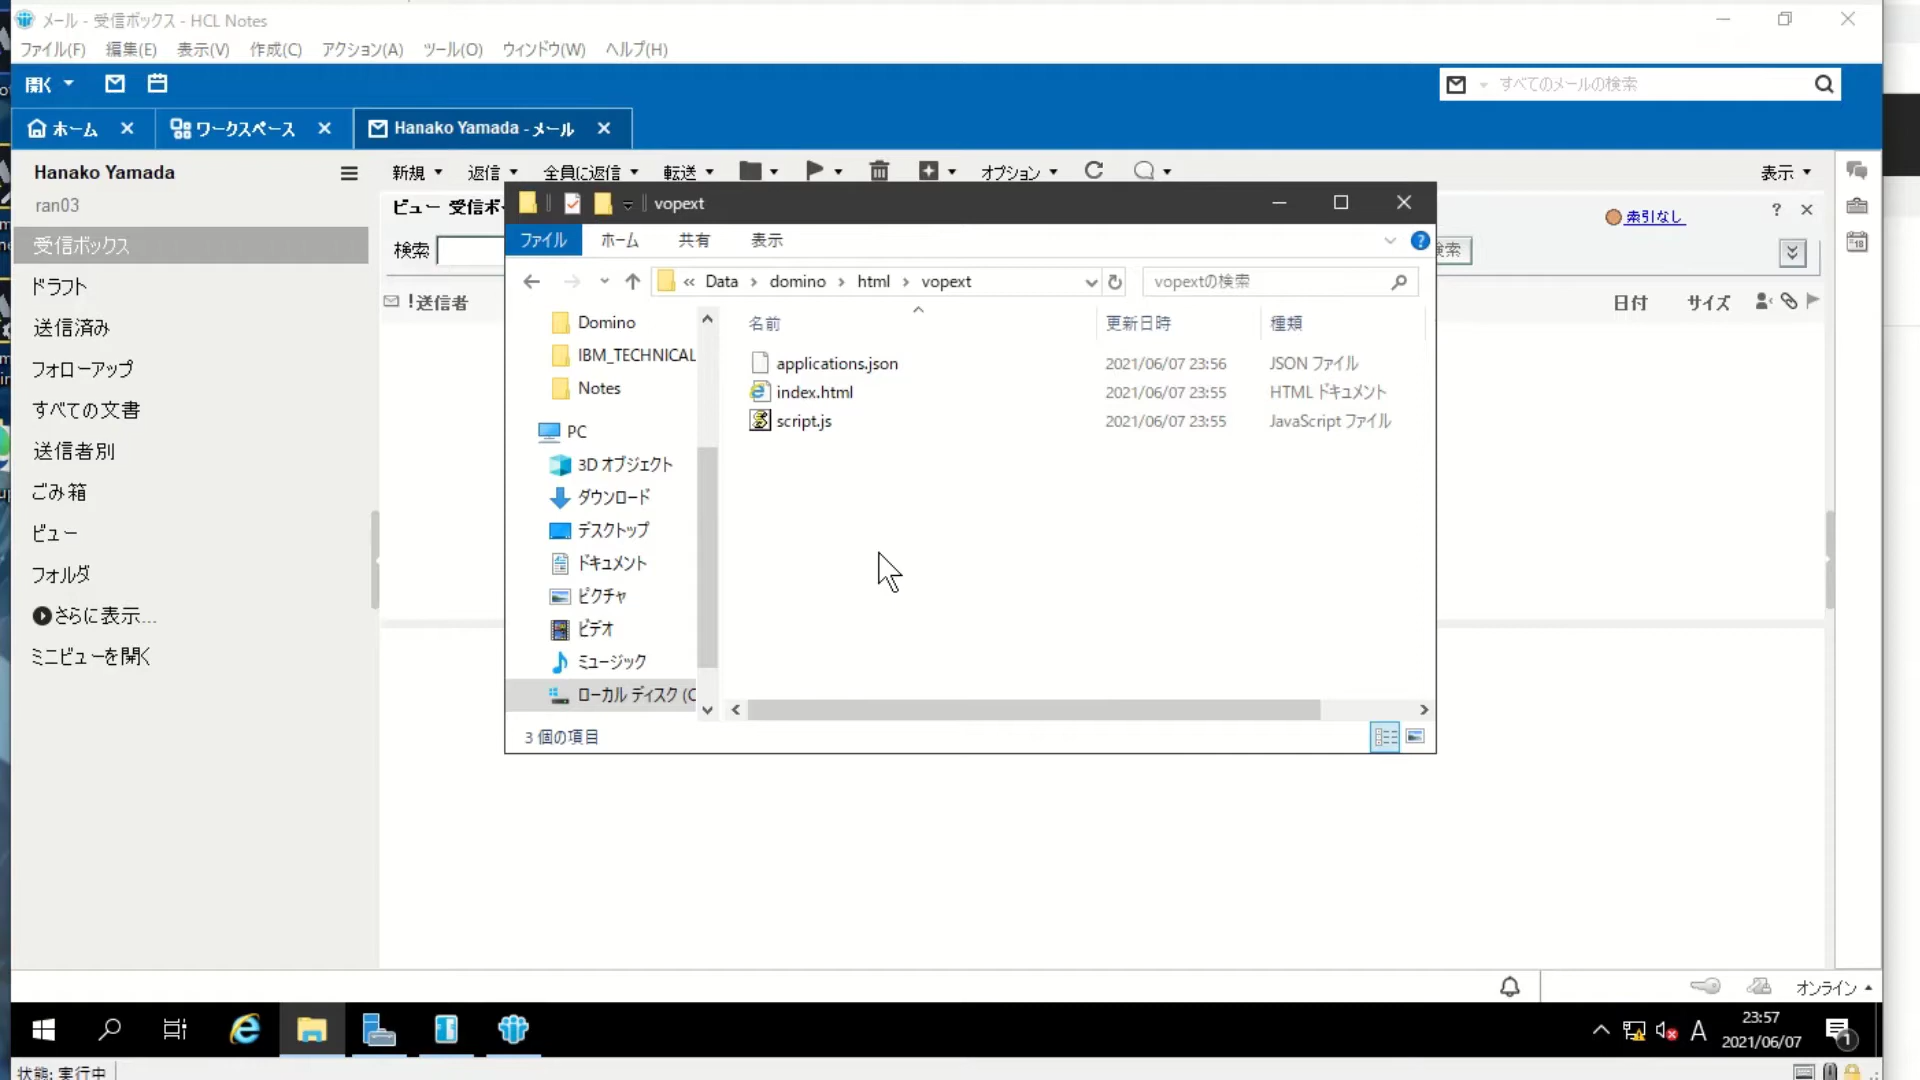 メール - 受信ボックス - HCL Notes
ファイル(F) 編集(E) 表示(V) 作成(C) アクション(A) ツール(O) ウィンドウ(W) ヘルプ(H)
開く
すべてのメールの検索
ホーム
ワークスペース
Hanako Yamada - メール
Hanako Yamada
ran03
受信ボックス
ドラフト
送信済み
フォローアップ
すべての文書
送信者別
ごみ箱
ビュー
フォルダ
さらに表示...
ミニビューを開く
新規 返信 全員に返信 転送 オプション 表示
ビュー 受信ボ
索引なし
?
検索
検索
!送信者
日付 サイズ
vopext
ファイル ホーム 共有 表示
« Data › domino › html › vopext
vopextの検索
Domino
IBM_TECHNICAL
Notes
PC
3D オブジェクト
ダウンロード
デスクトップ
ドキュメント
ピクチャ
ビデオ
ミュージック
ローカル ディスク (C
名前 更新日時 種類
applications.json 2021/06/07 23:56 JSON ファイル
index.html 2021/06/07 23:55 HTML ドキュメント
script.js 2021/06/07 23:55 JavaScript ファイル
3 個の項目
オンライン
A
23:57
2021/06/07
1
状態: 実行中